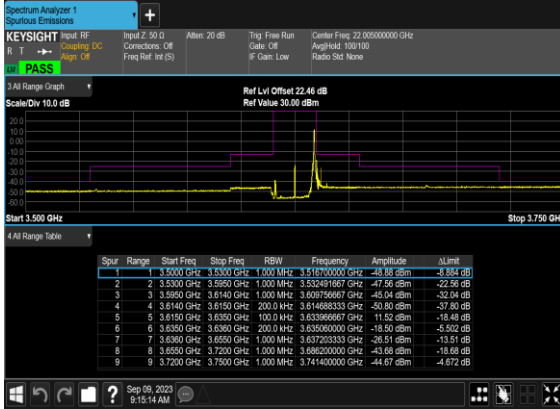 Spectrum Analyzer 1
Spurious Emissions
+
KEYSIGHT Input: RF Input Z: 50 Ω Atten: 20 dB Trig: Free Run Center Freq: 22.005000000 GHz
R T Coupling: DC Corrections: Off Gate: Off Avg|Hold: 100/100
Align: Off Freq Ref: Int (S) IF Gain: Low Radio Std: None
PASS
3 All Range Graph
Ref Lvl Offset 22.46 dB
Scale/Div 10.0 dB Ref Value 30.00 dBm
20.0
10.0
0.00
-10.0
-20.0
-30.0
-40.0
-50.0
-60.0
Start 3.500 GHz Stop 3.750 GH
4 All Range Table
Spur Range Start Freq Stop Freq RBW Frequency Amplitude ΔLimit
1 1 3.5000 GHz 3.5300 GHz 1.000 MHz 3.516700000 GHz -48.88 dBm -8.884 dB
2 2 3.5300 GHz 3.5950 GHz 1.000 MHz 3.532491667 GHz -47.56 dBm -22.56 dB
3 3 3.5950 GHz 3.6140 GHz 1.000 MHz 3.609756667 GHz -45.04 dBm -32.04 dB
4 4 3.6140 GHz 3.6150 GHz 200.0 kHz 3.614688333 GHz -50.80 dBm -37.80 dB
5 5 3.6150 GHz 3.6350 GHz 100.0 kHz 3.633966667 GHz 11.52 dBm -18.48 dB
6 6 3.6350 GHz 3.6360 GHz 200.0 kHz 3.635060000 GHz -18.50 dBm -5.502 dB
7 7 3.6360 GHz 3.6550 GHz 1.000 MHz 3.637203333 GHz -26.51 dBm -13.51 dB
8 8 3.6550 GHz 3.7200 GHz 1.000 MHz 3.686200000 GHz -43.68 dBm -18.68 dB
9 9 3.7200 GHz 3.7500 GHz 1.000 MHz 3.741400000 GHz -44.67 dBm -4.672 dB
? Sep 09, 2023
9:15:14 AM